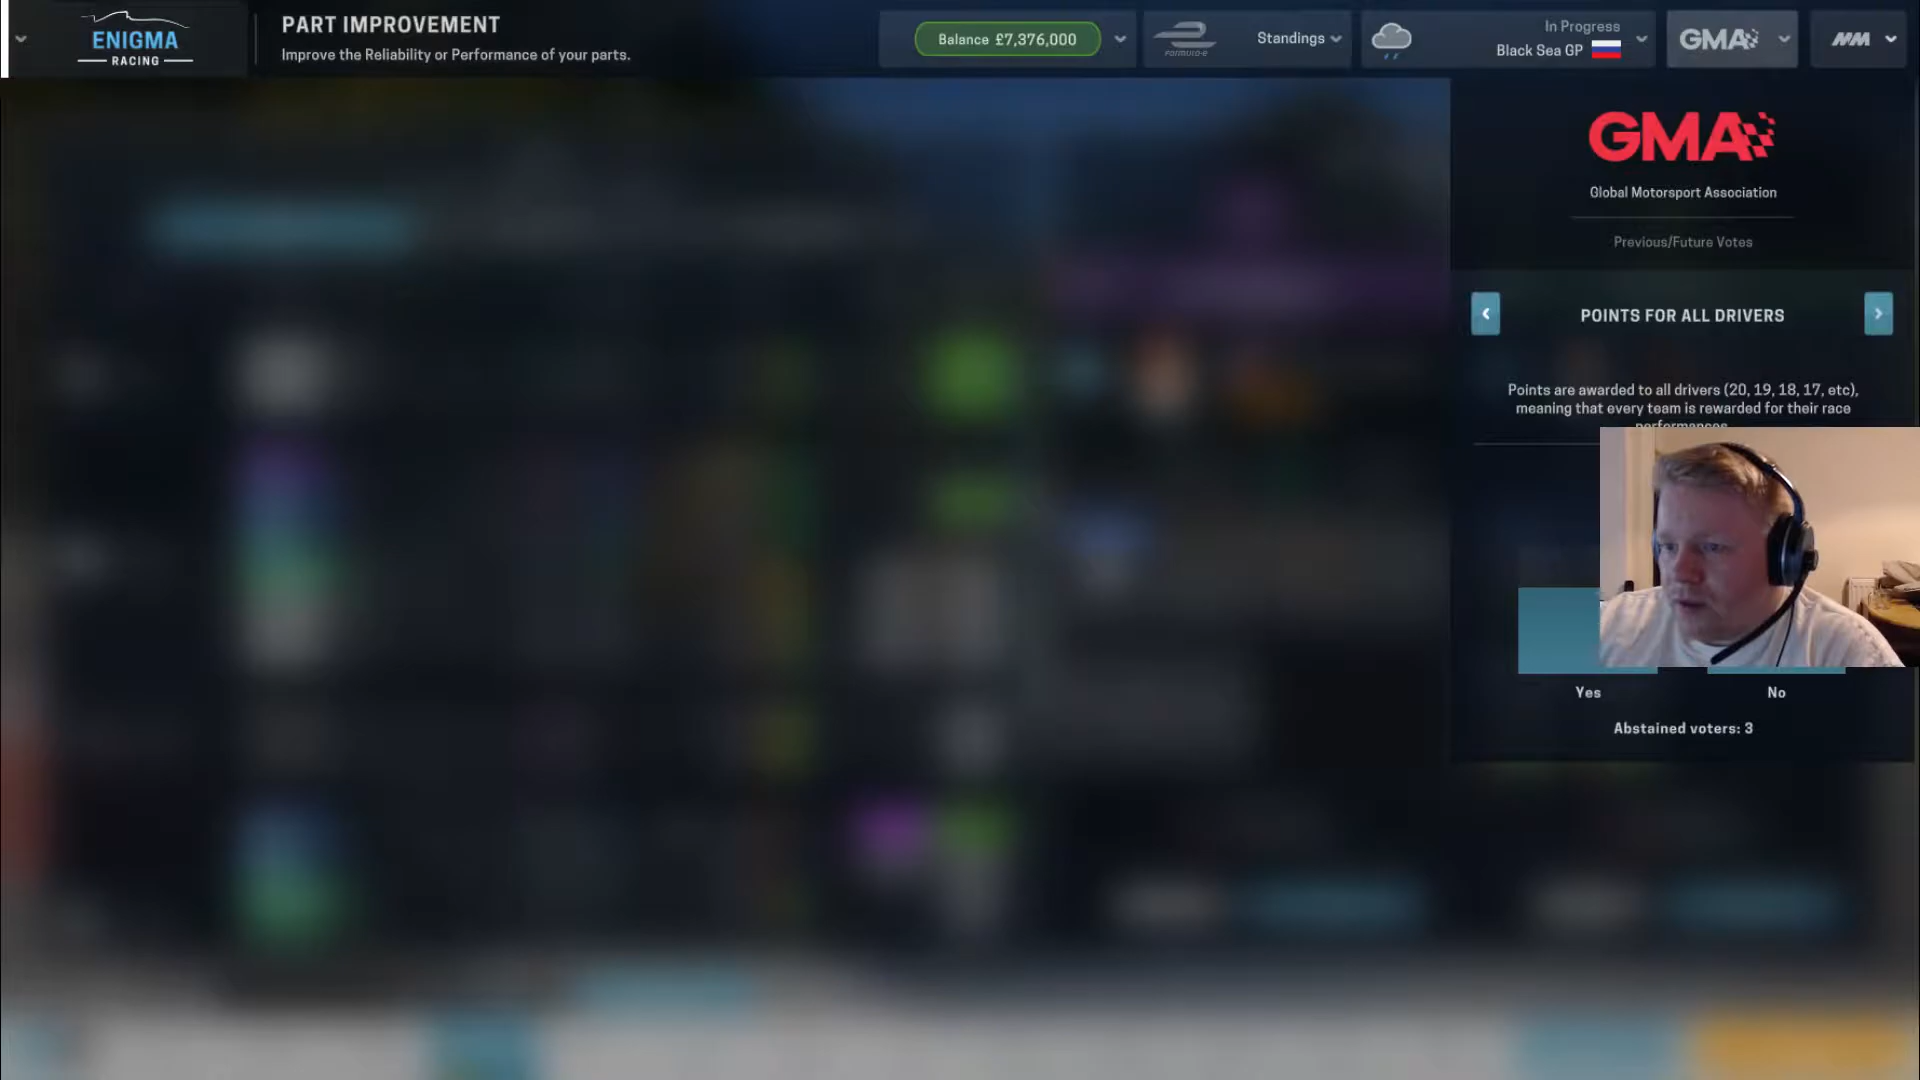 ENIGMA
RACING
PART IMPROVEMENT
Improve the Reliability or Performance of your parts.
Balance £7,376,000
FORMULA-E
Standings
In Progress
Black Sea GP
GMA
MM
GMA
Global Motorsport Association
Previous/Future Votes
POINTS FOR ALL DRIVERS
Points are awarded to all drivers (20, 19, 18, 17, etc),
meaning that every team is rewarded for their race
performances
Yes
No
Abstained voters: 3